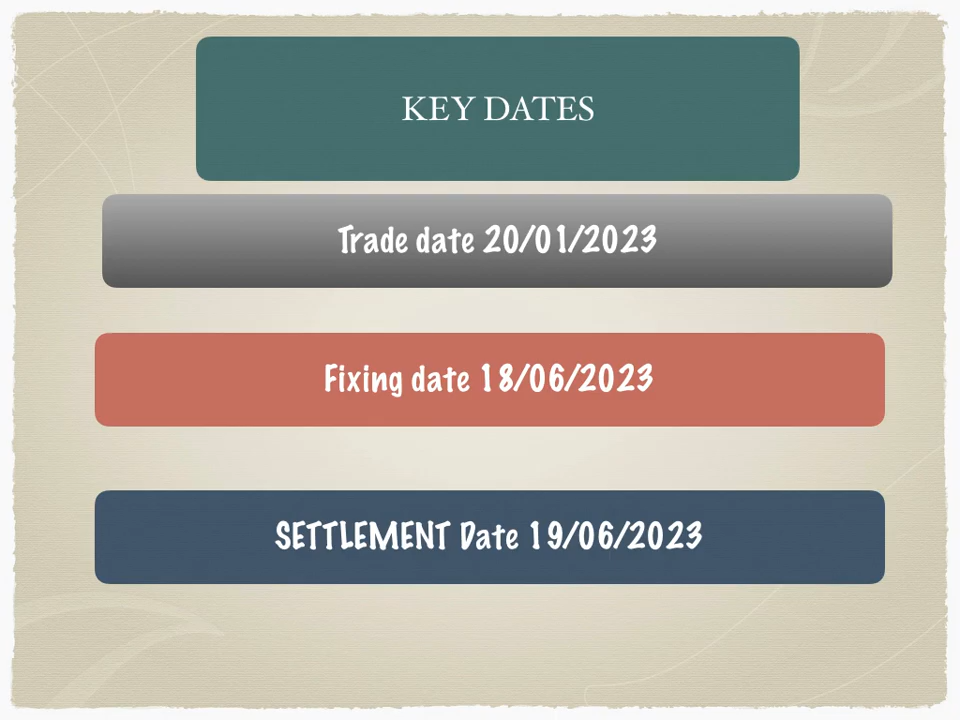 KEY DATES
Trade date 20/01/2023
Fixing date 18/06/2023
SETTLEMENT Date 19/06/2023